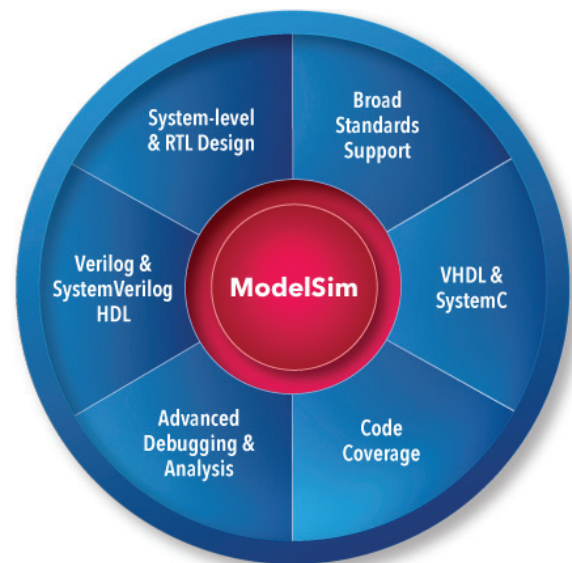 System-level
& RTL Design
Broad
Standards
Support
Verilog &
SystemVerilog
HDL
ModelSim
VHDL &
SystemC
Advanced
Debugging &
Analysis
Code
Coverage